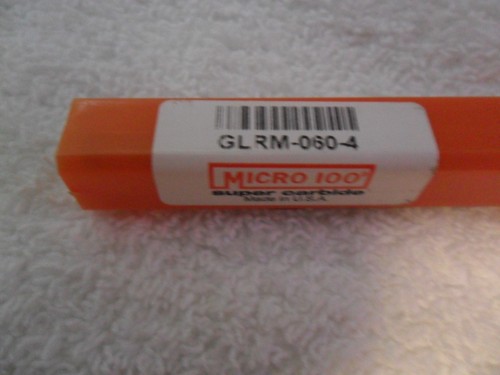 GLRM-060-4
MICRO 100®
super carbide
Made in U.S.A.